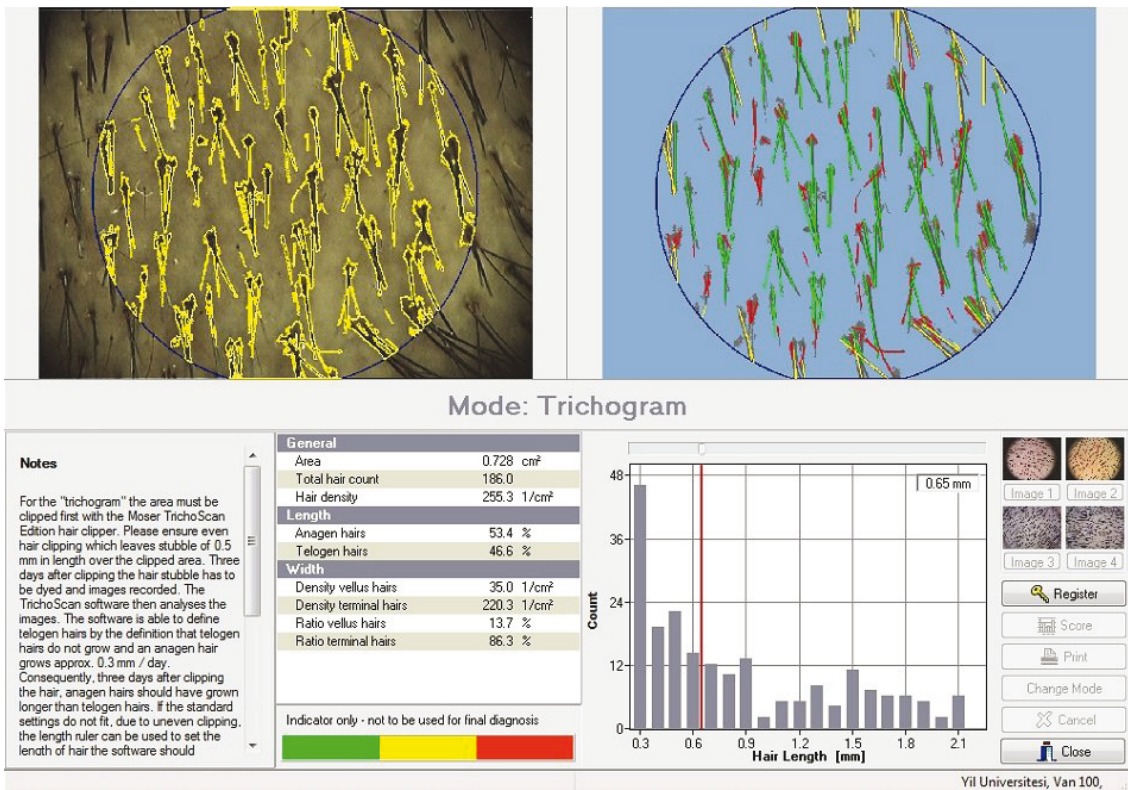 Mode: Trichogram
Notes
For the "trichogram" the area must be
clipped first with the Moser TrichoScan
Edition hair clipper. Please ensure even
hair clipping which leaves stubble of 0.5
mm in length over the clipped area. Three
days after clipping the hair stubble has to
be dyed and images recorded. The
TrichoScan software then analyses the
images. The software is able to define
telogen hairs by the definition that telogen
hairs do not grow and an anagen hair
grows approx. 0.3 mm / day.
Consequently, three days after clipping
the hair, anagen hairs should have grown
longer than telogen hairs. If the standard
settings do not fit, due to uneven clipping,
the length ruler can be used to set the
length of hair the software should
General
Area 0.728 cm²
Total hair count 186.0
Hair density 255.3 1/cm²
Length
Anagen hairs 53.4 %
Telogen hairs 46.6 %
Width
Density vellus hairs 35.0 1/cm²
Density terminal hairs 220.3 1/cm²
Ratio vellus hairs 13.7 %
Ratio terminal hairs 86.3 %
Indicator only - not to be used for final diagnosis
0.65 mm
48
36
24
12
0
Count
0.3 0.6 0.9 1.2 1.5 1.8 2.1
Hair Length [mm]
Image 1 Image 2
Image 3 Image 4
Register
Score
Print
Change Mode
Cancel
Close
Yil Universitesi, Van 100,